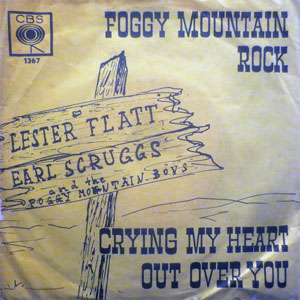 CBS
1367
FOGGY MOUNTAIN
ROCK
LESTER FLATT
EARL SCRUGGS
and the
FOGGY MOUNTAIN BOYS
CRYING MY HEART
OUT OVER YOU